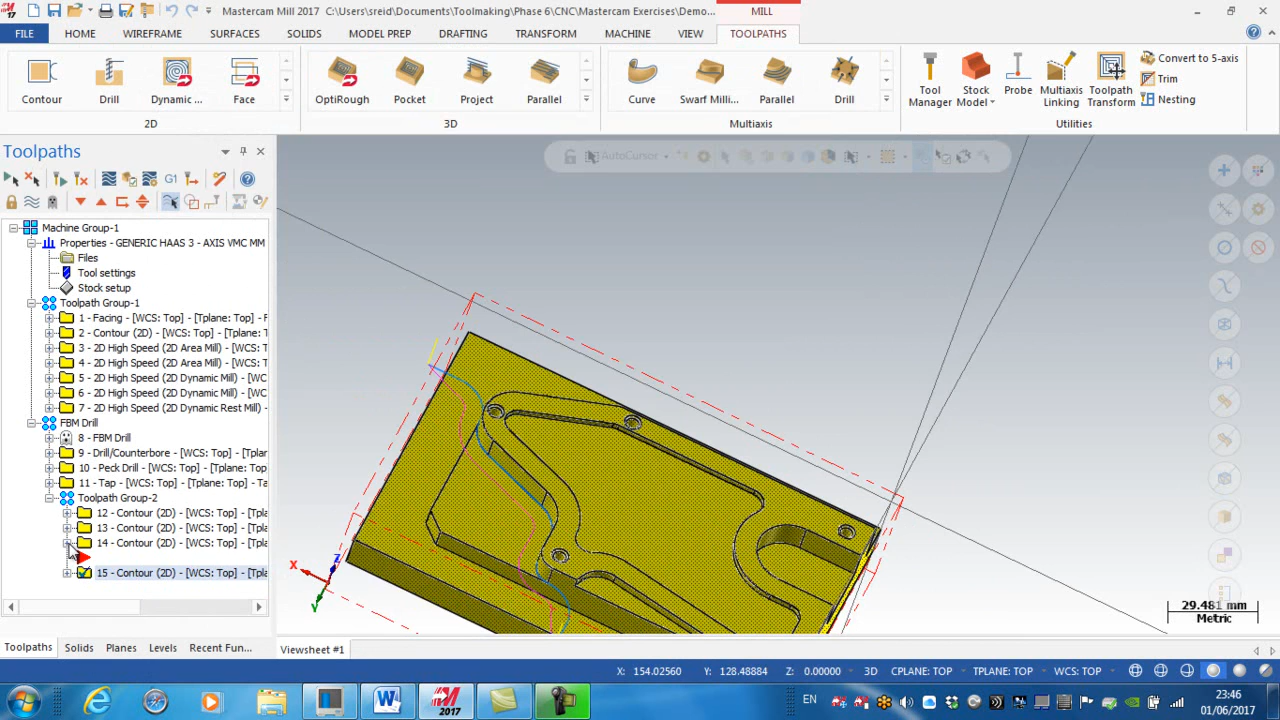 Mastercam Mill 2017 C:\Users\sreid\Documents\Toolmaking\Phase 6\CNC\Mastercam Exercises\Demo...
MILL
FILE HOME WIREFRAME SURFACES SOLIDS MODEL PREP DRAFTING TRANSFORM MACHINE VIEW TOOLPATHS
Contour Drill Dynamic ... Face
2D
OptiRough Pocket Project Parallel
3D
Curve Swarf Milli... Parallel Drill
Multiaxis
Tool Manager
Stock Model
Probe
Multiaxis Linking
Toolpath Transform
Convert to 5-axis
Trim
Nesting
Utilities
Toolpaths
G1
AutoCursor
Machine Group-1
Properties - GENERIC HAAS 3 - AXIS VMC MM
Files
Tool settings
Stock setup
Toolpath Group-1
1 - Facing - [WCS: Top] - [Tplane: T
2 - Contour (2D) - [WCS: Top] - [Tp
3 - 2D High Speed (2D Area Mill) - [WCS: T
4 - 2D High Speed (2D Area Mill) - [WCS: T
5 - 2D High Speed (2D Dynamic Mill) - [W
6 - 2D High Speed (2D Dynamic Mill) - [W
7 - 2D High Speed (2D Dynamic Rest Mill) -
FBM Drill
8 - FBM Drill
9 - Drill/Counterbore - [WCS: Top] - [T
10 - Peck Drill - [WCS: Top] - [Tplane:
11 - Tap - [WCS: Top] - [Tplane: Top]
Toolpath Group-2
12 - Contour (2D) - [WCS: Top] - [Tpla
13 - Contour (2D) - [WCS: Top] - [Tpla
14 - Contour (2D) - [WCS: Top] - [Tpla
15 - Contour (2D) - [WCS: Top] - [Tpla
X Y Z
29.481 mm
Metric
Toolpaths Solids Planes Levels Recent Fun...
Viewsheet #1
X: 154.02560 Y: 128.48884 Z: 0.00000 3D CPLANE: TOP TPLANE: TOP WCS: TOP
2017
EN
23:46
01/06/2017